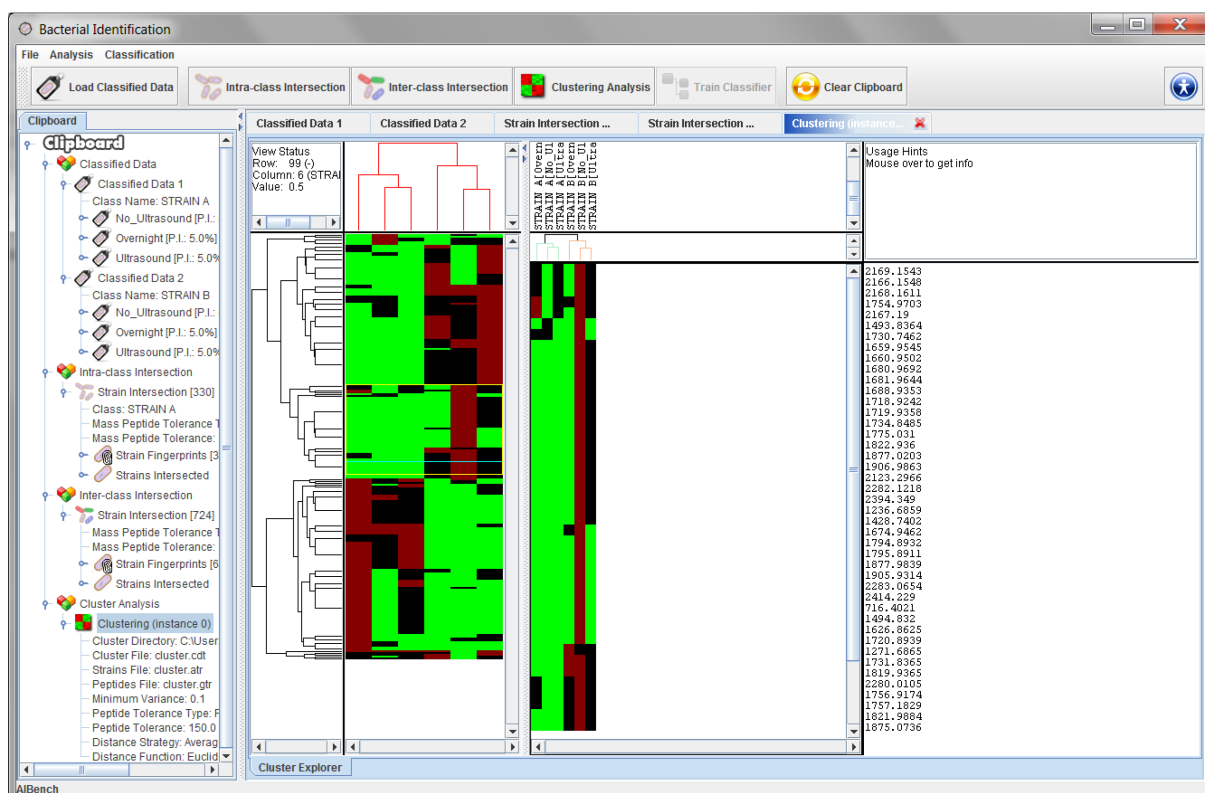 Bacterial Identification
File Analysis Classification
Load Classified Data
Intra-class Intersection
Inter-class Intersection
Clustering Analysis
Train Classifier
Clear Clipboard
Clipboard
Clipboard
Classified Data
Classified Data 1
Class Name: STRAIN A
No_Ultrasound [P.I.:
Overnight [P.I.: 5.0%]
Ultrasound [P.I.: 5.0%
Classified Data 2
Class Name: STRAIN B
No_Ultrasound [P.I.:
Overnight [P.I.: 5.0%]
Ultrasound [P.I.: 5.0%
Intra-class Intersection
Strain Intersection [330]
Class: STRAIN A
Mass Peptide Tolerance T
Mass Peptide Tolerance:
Strain Fingerprints [3
Strains Intersected
Inter-class Intersection
Strain Intersection [724]
Mass Peptide Tolerance T
Mass Peptide Tolerance:
Strain Fingerprints [6
Strains Intersected
Cluster Analysis
Clustering (instance 0)
Cluster Directory: C:\User
Cluster File: cluster.cdt
Strains File: cluster.atr
Peptides File: cluster.gtr
Minimum Variance: 0.1
Peptide Tolerance Type: P
Peptide Tolerance: 150.0
Distance Strategy: Averag
Distance Function: Euclid
Classified Data 1
Classified Data 2
Strain Intersection ...
Strain Intersection ...
Clustering (instance...
View Status
Row: 99 (-)
Column: 6 (STRAI
Value: 0.5
STRAIN A[Overn
STRAIN A[No_Ul
STRAIN A[Ultra
STRAIN B[Overn
STRAIN B[No_Ul
STRAIN B[Ultra
Usage Hints
Mouse over to get info
2169.1543
2166.1548
2168.1611
1754.9703
2167.19
1493.8364
1730.7462
1659.9545
1660.9502
1680.9692
1681.9644
1688.9353
1718.9242
1719.9358
1734.8485
1775.031
1822.936
1877.0203
1906.9863
2123.2966
2282.1218
2394.349
1236.6859
1428.7402
1674.9462
1794.8932
1795.8911
1877.9839
1905.9314
2283.0654
2414.229
716.4021
1494.832
1626.8625
1720.8939
1271.6865
1731.8365
1819.9365
2280.0105
1756.9174
1757.1829
1821.9884
1875.0736
Cluster Explorer
AIBench